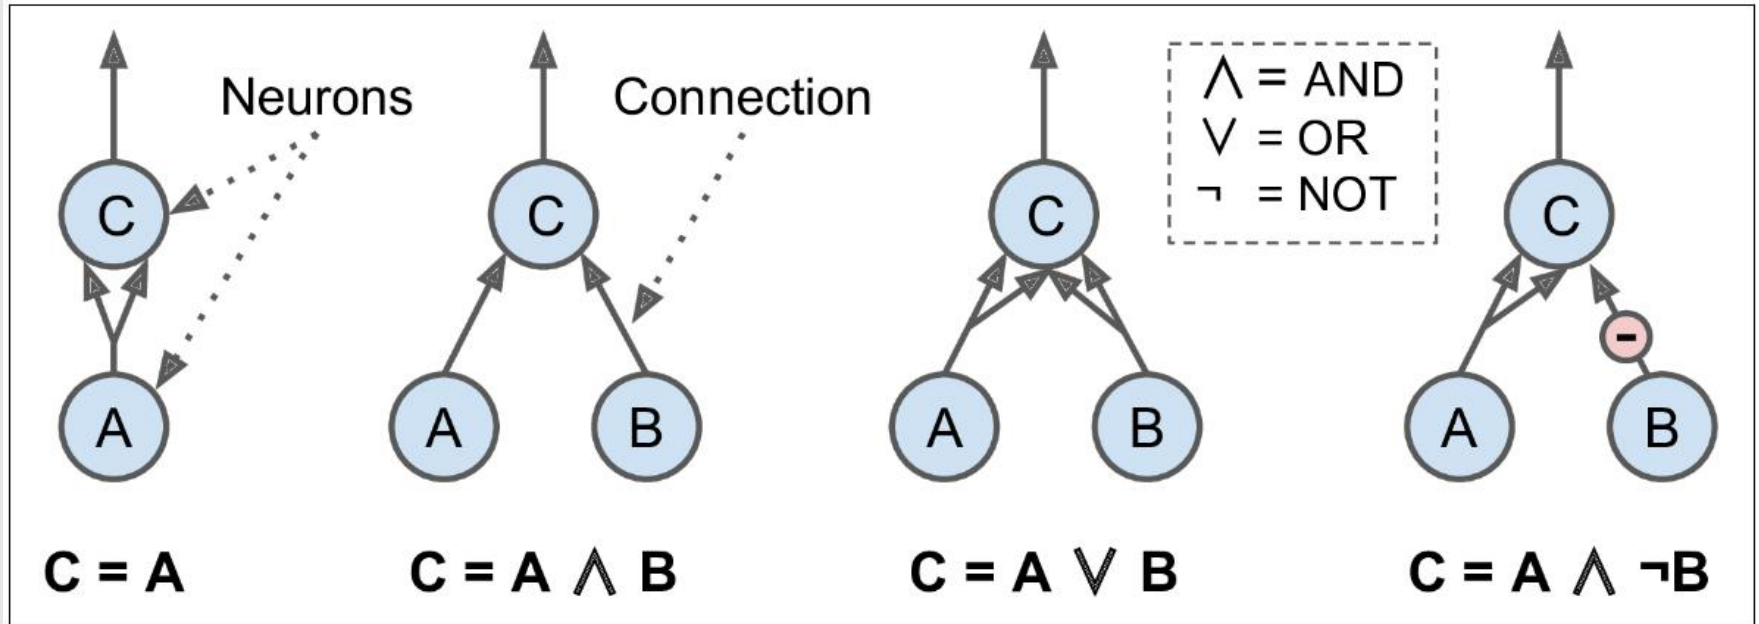 Neurons
Connection
∧ = AND
∨ = OR
¬ = NOT
C
C
C
C
A
A
B
A
B
-
A
B
C = A
C = A ∧ B
C = A ∨ B
C = A ∧ ¬B